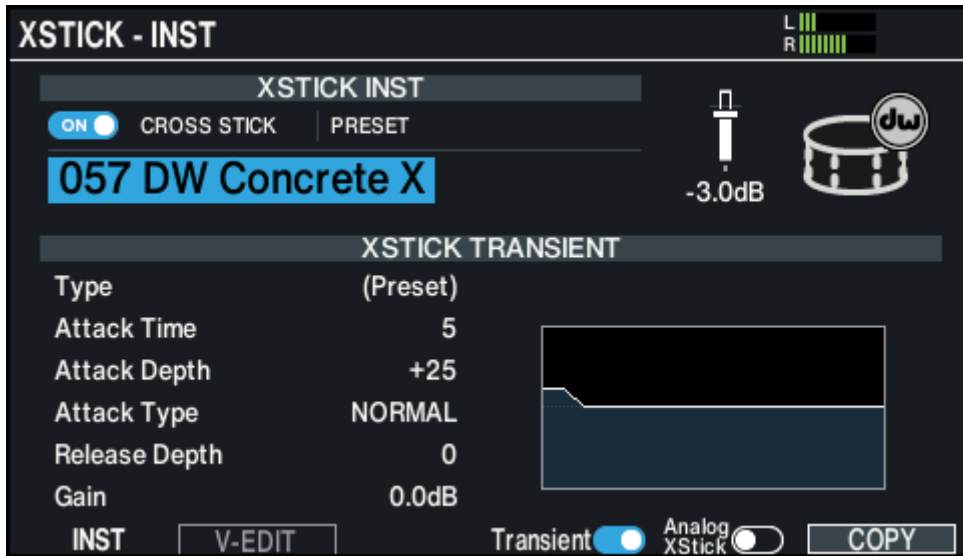 XSTICK - INST
L
R
XSTICK INST
ON CROSS STICK PRESET
057 DW Concrete X
-3.0dB
dw
XSTICK TRANSIENT
Type (Preset)
Attack Time 5
Attack Depth +25
Attack Type NORMAL
Release Depth 0
Gain 0.0dB
INST V-EDIT Transient Analog XStick COPY